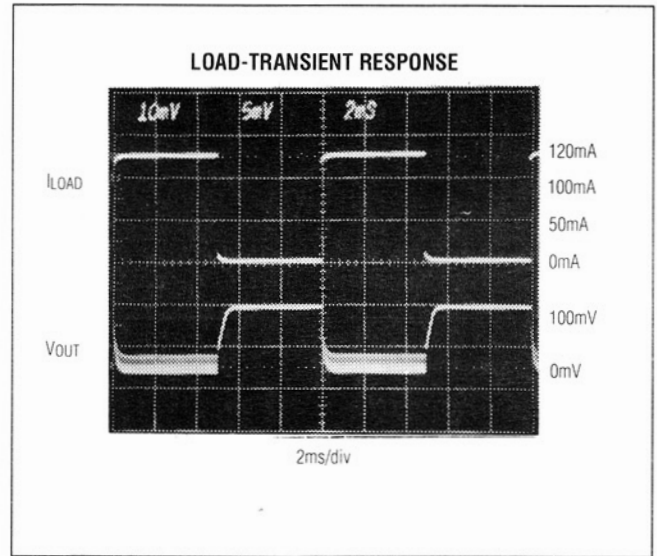 LOAD-TRANSIENT RESPONSE
10mV 5mV 2mS
ILOAD
120mA
100mA
50mA
0mA
VOUT
100mV
0mV
2ms/div